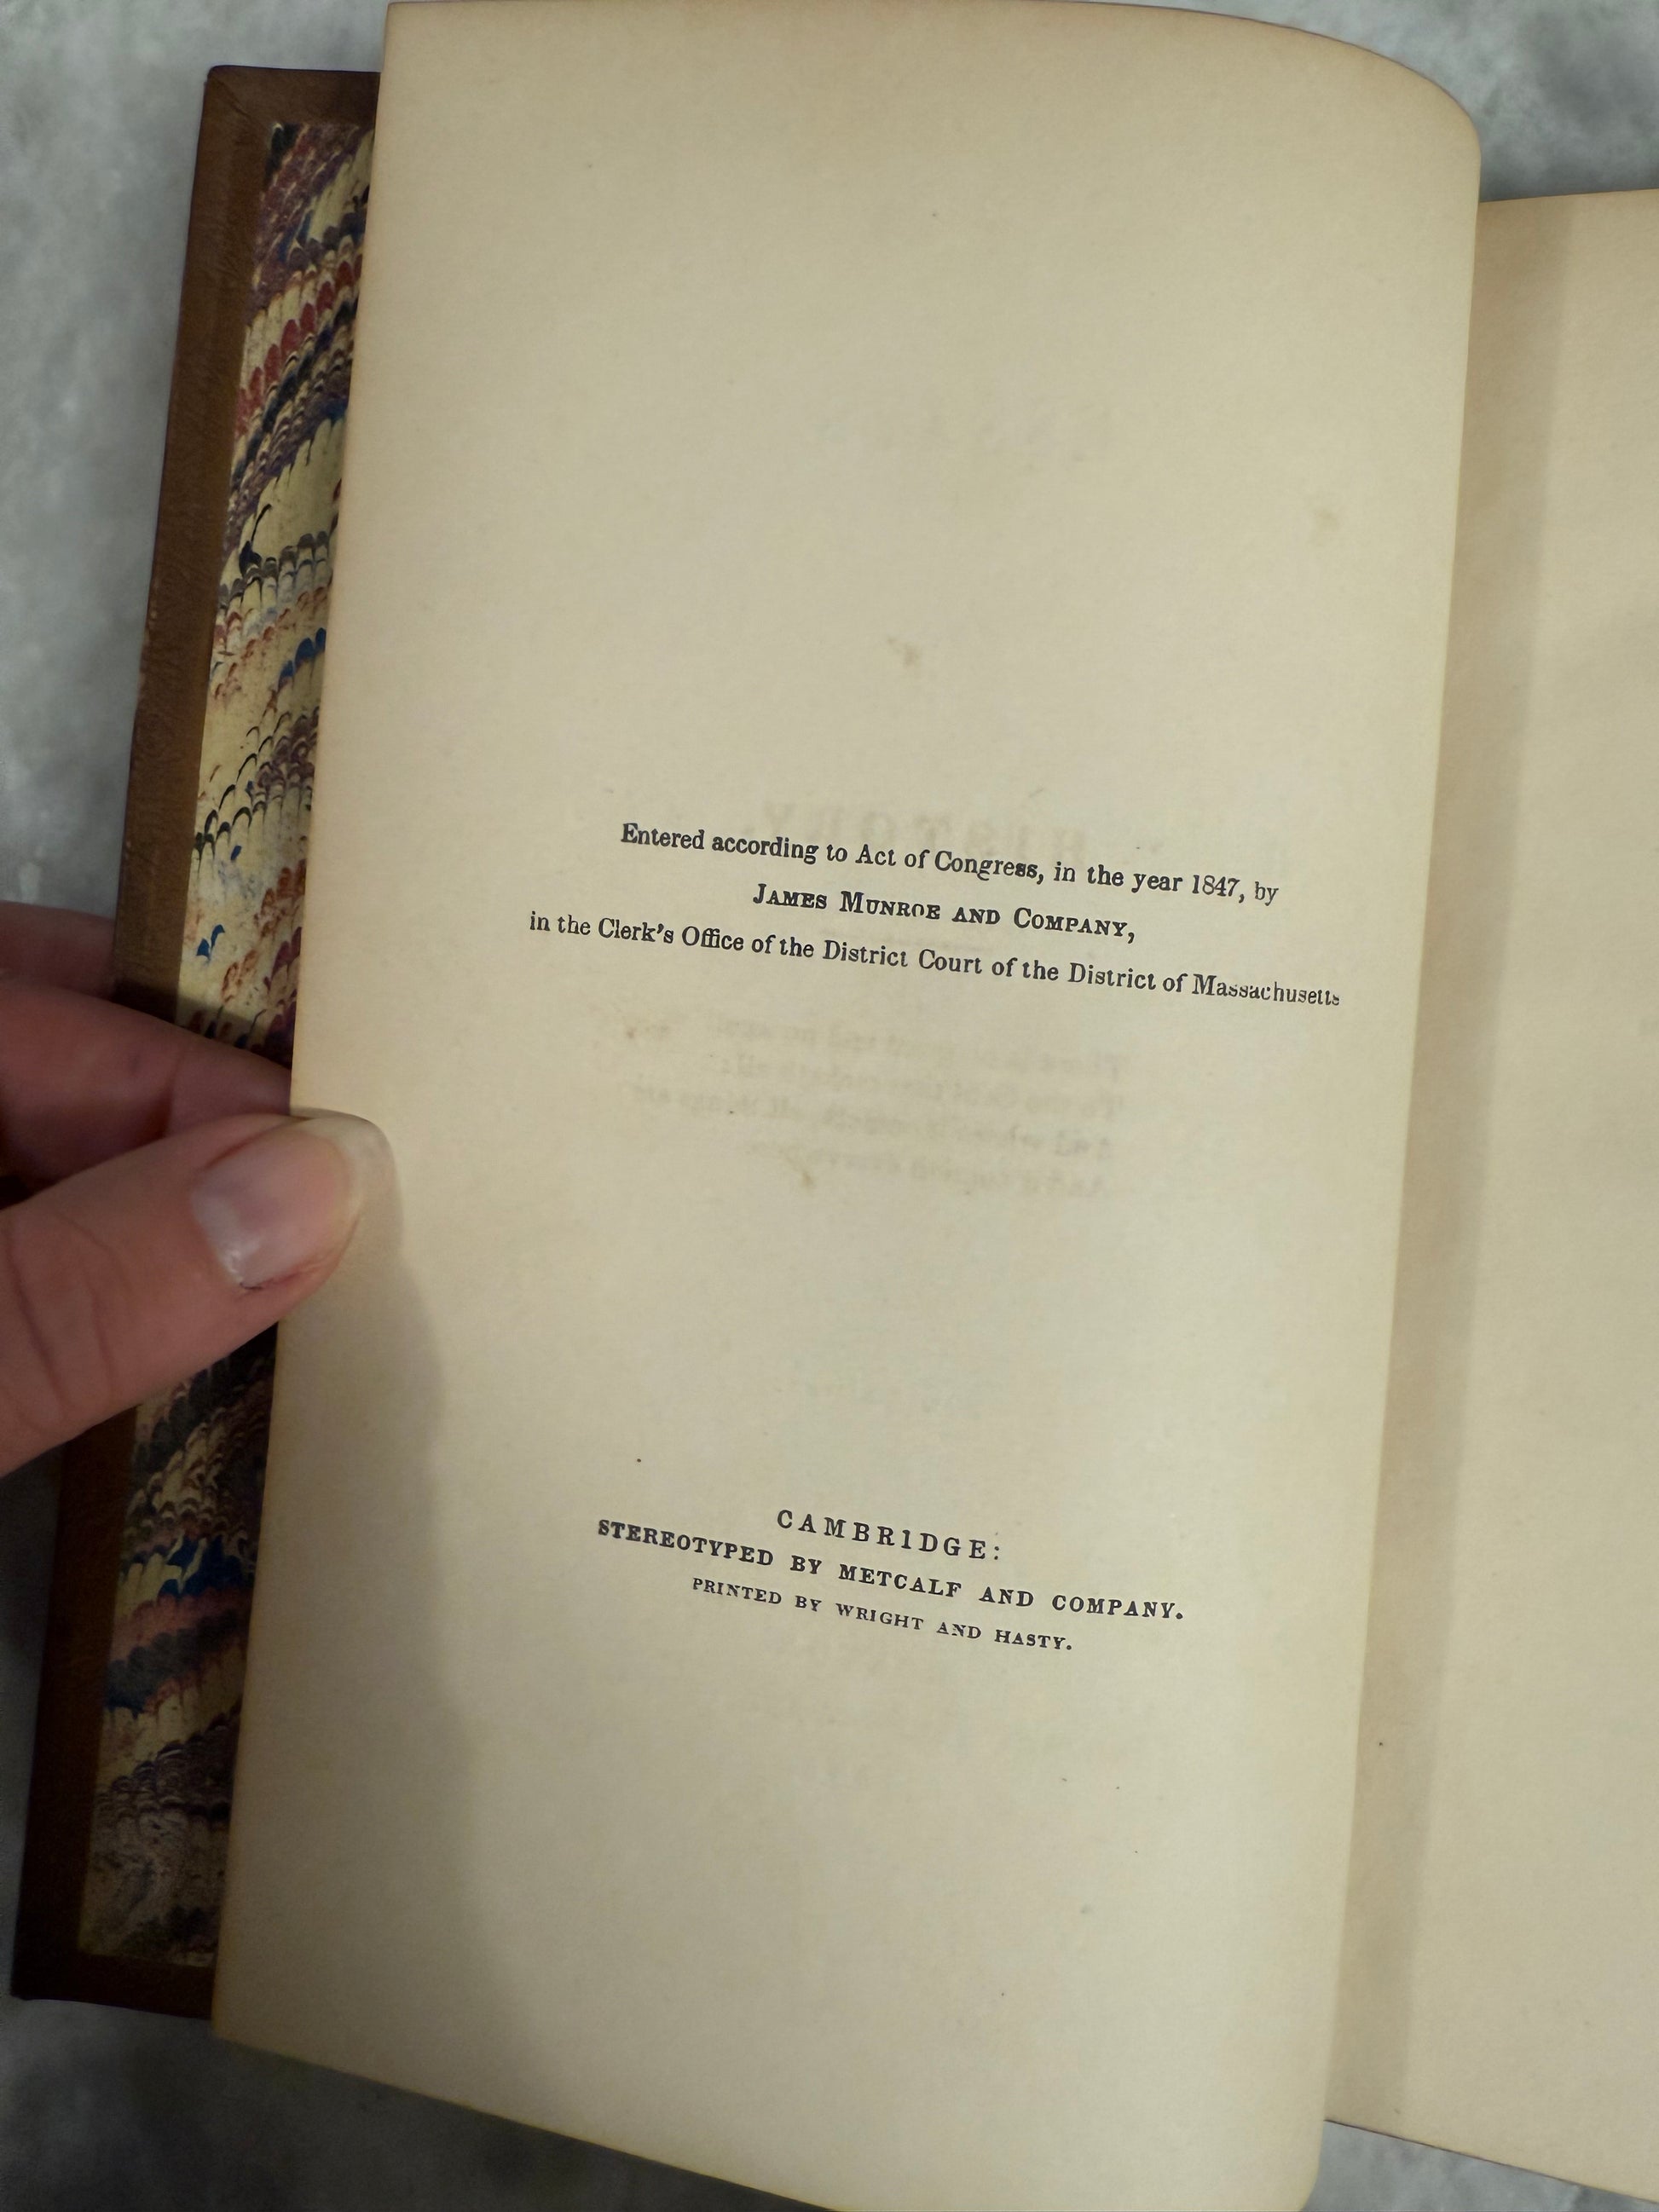 Entered according to Act of Congress, in the year 1847, by
JAMES MUNROE AND COMPANY,
in the Clerk's Office of the District Court of the District of Massachusetts
CAMBRIDGE:
STEREOTYPED BY METCALF AND COMPANY.
PRINTED BY WRIGHT AND HASTY.